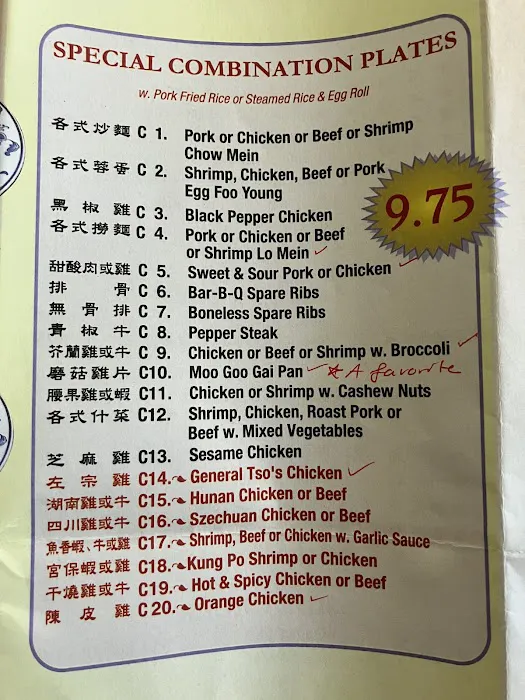 SPECIAL COMBINATION PLATES
w. Pork Fried Rice or Steamed Rice & Egg Roll
9.75
各式炒麵 C 1. Pork or Chicken or Beef or Shrimp
Chow Mein
各式蓉蛋 C 2. Shrimp, Chicken, Beef or Pork
Egg Foo Young
黑椒雞 C 3. Black Pepper Chicken
各式撈麵 C 4. Pork or Chicken or Beef
or Shrimp Lo Mein
甜酸肉或雞 C 5. Sweet & Sour Pork or Chicken
排骨 C 6. Bar-B-Q Spare Ribs
無骨排 C 7. Boneless Spare Ribs
青椒牛 C 8. Pepper Steak
芥蘭雞或牛 C 9. Chicken or Beef or Shrimp w. Broccoli
磨菇雞片 C10. Moo Goo Gai Pan ★ A favorite
腰果雞或蝦 C11. Chicken or Shrimp w. Cashew Nuts
各式什菜 C12. Shrimp, Chicken, Roast Pork or
Beef w. Mixed Vegetables
芝麻雞 C13. Sesame Chicken
左宗雞 C14. General Tso's Chicken
湖南雞或牛 C15. Hunan Chicken or Beef
四川雞或牛 C16. Szechuan Chicken or Beef
魚香蝦、牛或雞 C17. Shrimp, Beef or Chicken w. Garlic Sauce
宮保蝦或雞 C18. Kung Po Shrimp or Chicken
干燒雞或牛 C19. Hot & Spicy Chicken or Beef
陳皮雞 C 20. Orange Chicken